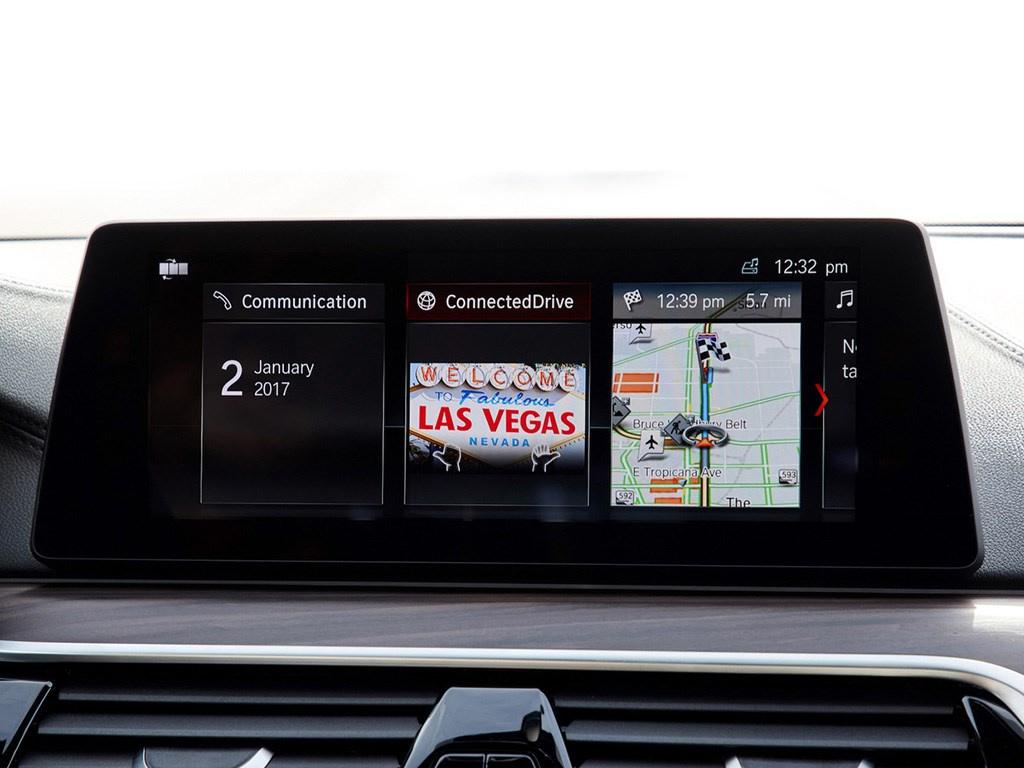 12:32 pm
Communication
ConnectedDrive
12:39 pm 5.7 mi
2 January
2017
WELCOME
TO Fabulous
LAS VEGAS
NEVADA
Bruce
Belt
E Tropicana Ave
593
592
The